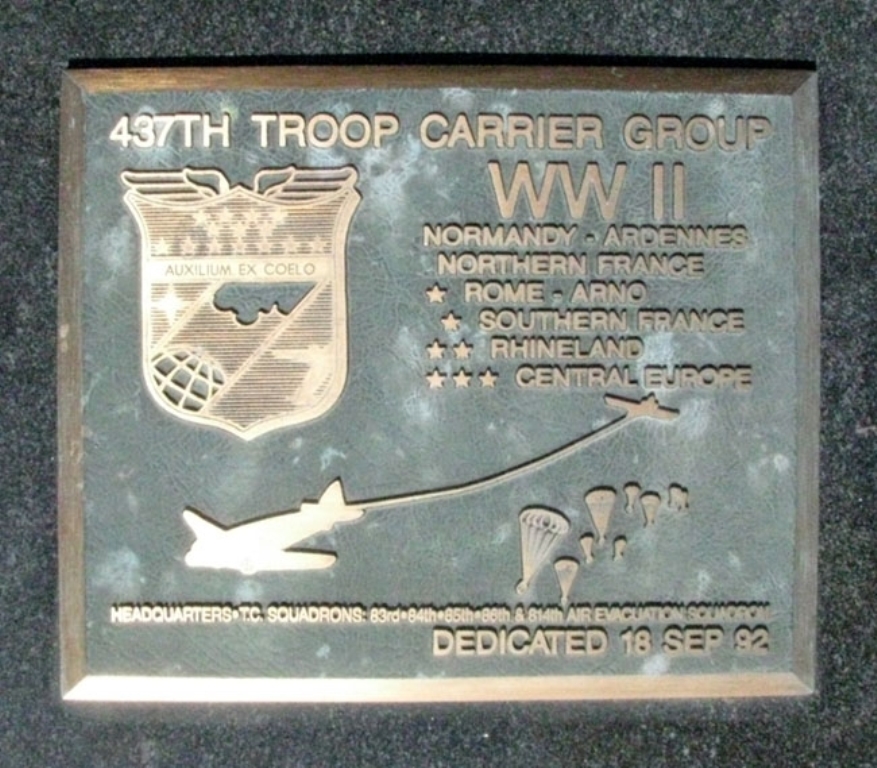 437TH TROOP CARRIER GROUP
WW II
AUXILIUM EX COELO
NORMANDY - ARDENNES
NORTHERN FRANCE
★ ROME - ARNO
★ SOUTHERN FRANCE
★★ RHINELAND
★★★ CENTRAL EUROPE
HEADQUARTERS•T.C. SQUADRONS: 83rd•84th•85th•86th & 814th AIR EVACUATION SQUADRON
DEDICATED 18 SEP 92